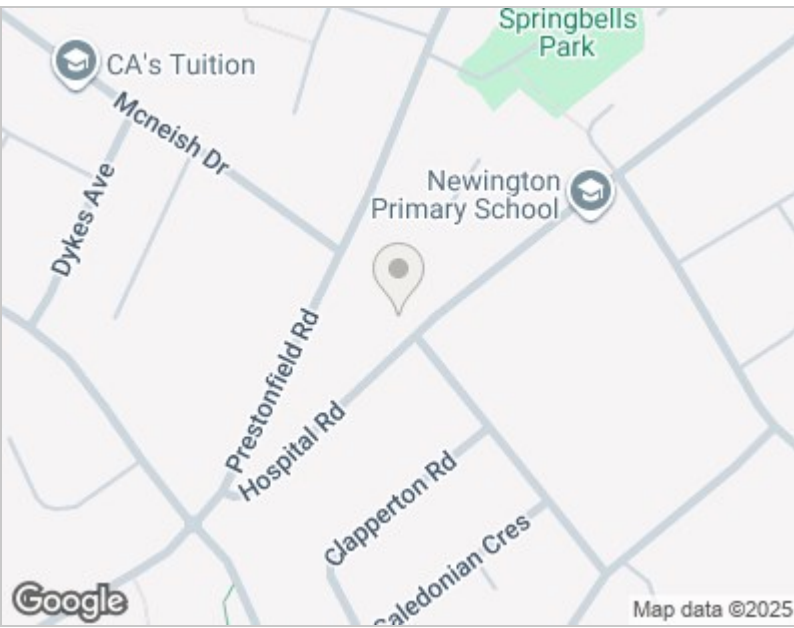 Springbells
Park
CA's Tuition
Mcneish Dr
Newington
Primary School
Dykes Ave
Prestonfield Rd
Hospital Rd
Clapperton Rd
Caledonian Cres
Google
Map data ©2025